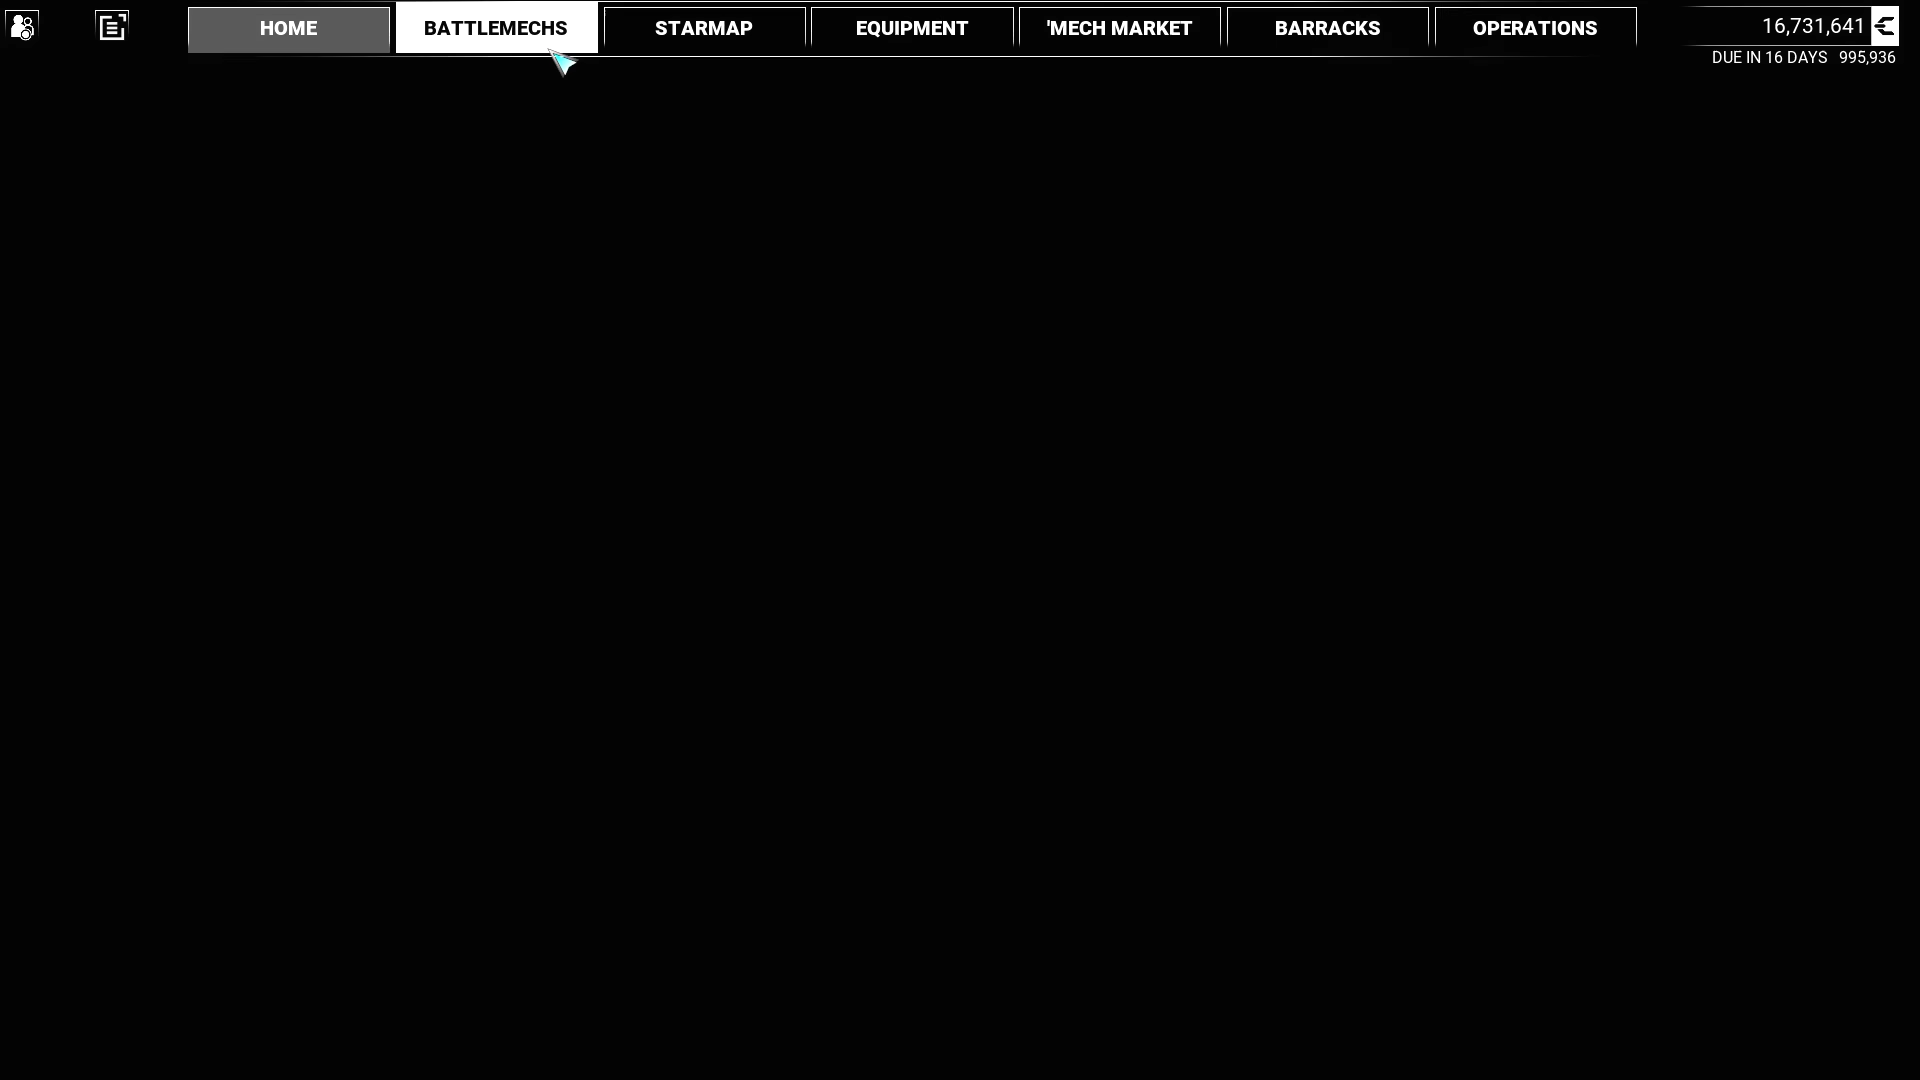 HOME
BATTLEMECHS
STARMAP
EQUIPMENT
'MECH MARKET
BARRACKS
OPERATIONS
16,731,641
DUE IN 16 DAYS 995,936